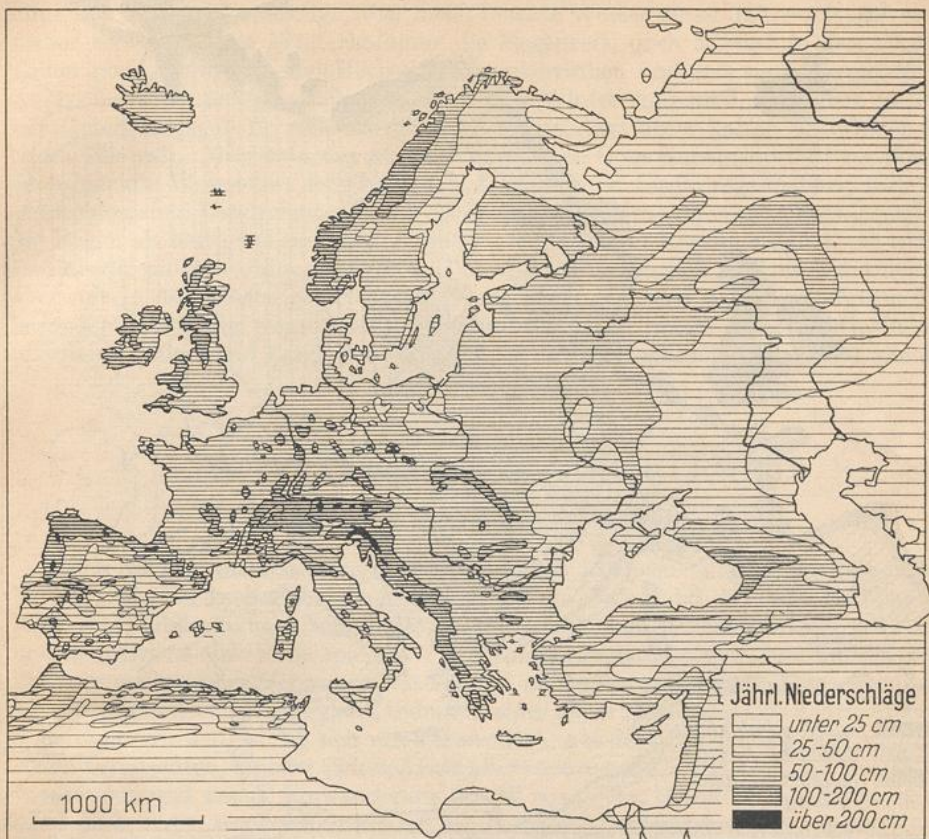 Jährl. Niederschläge
unter 25 cm
25-50 cm
50-100 cm
100-200 cm
über 200 cm
1000 km